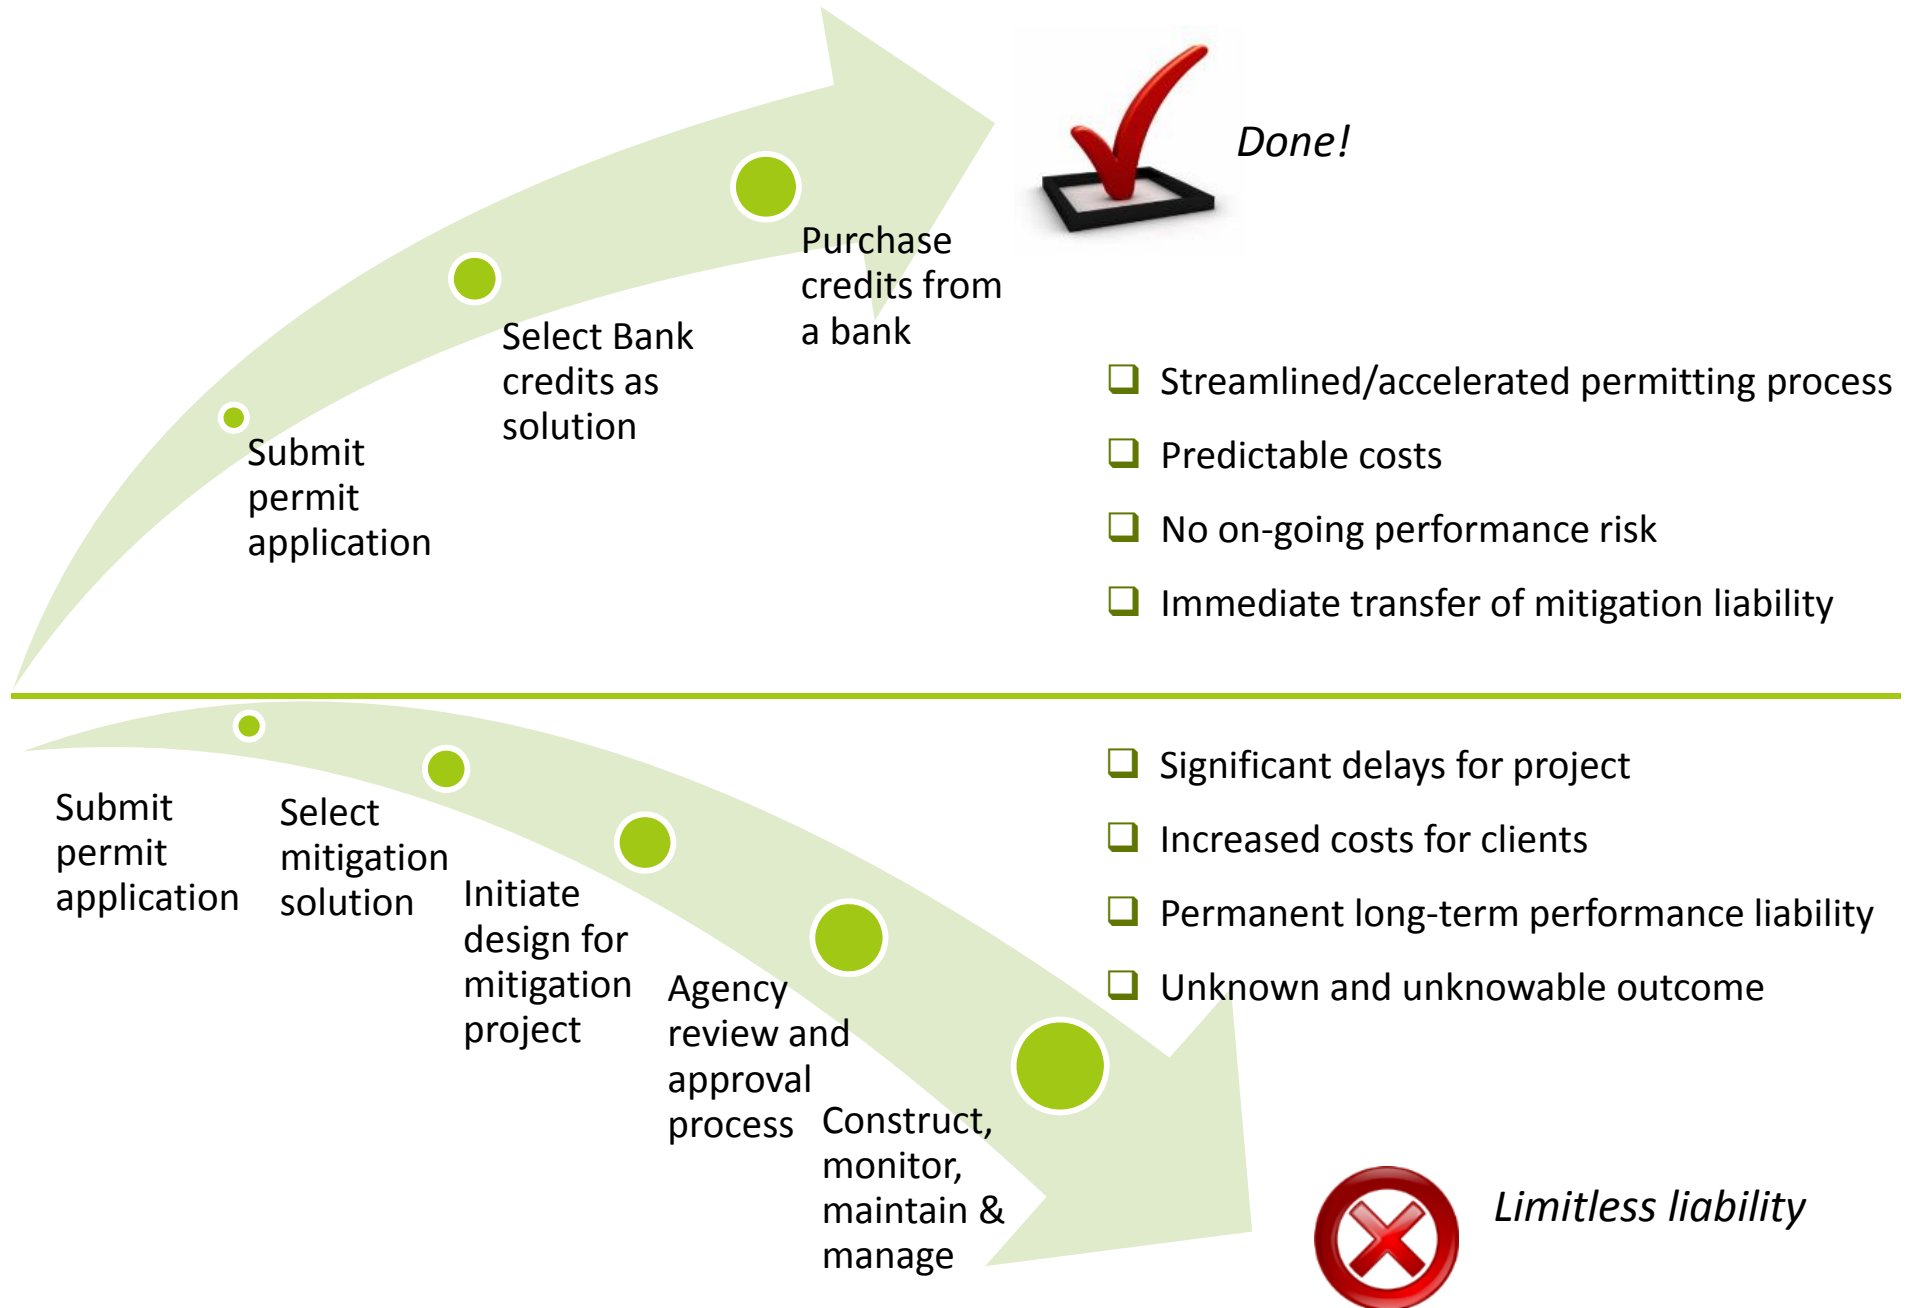 Done!
Purchase
credits from
a bank
Select Bank
credits as
solution
Submit
permit
application
Streamlined/accelerated permitting process
Predictable costs
No on-going performance risk
Immediate transfer of mitigation liability
Submit
permit
application
Select
mitigation
solution
Initiate
design for
mitigation
project
Agency
review and
approval
process
Construct,
monitor,
maintain &
manage
Significant delays for project
Increased costs for clients
Permanent long-term performance liability
Unknown and unknowable outcome
Limitless liability